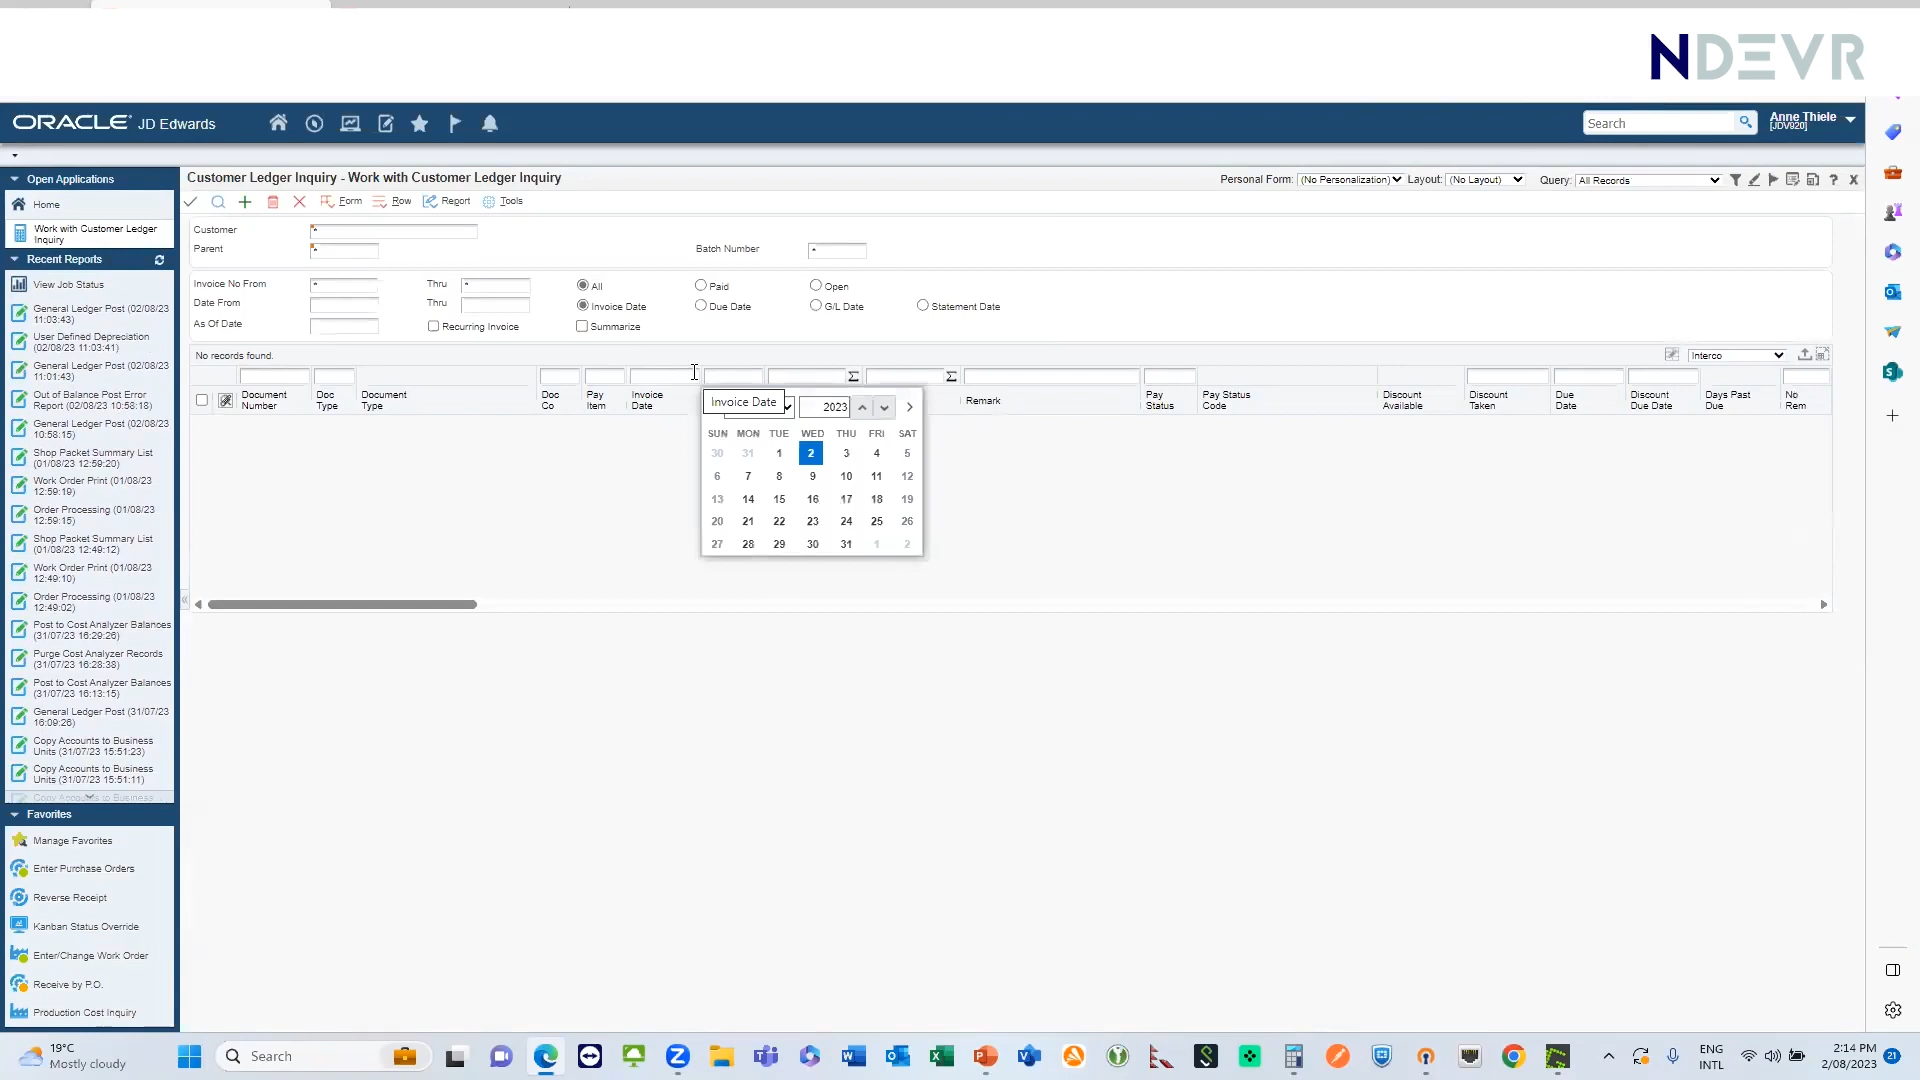 NDEVR
ORACLE JD Edwards
Search
Anne Thiele
[JDV920]
Open Applications
Home
Work with Customer Ledger
Inquiry
Recent Reports
View Job Status
General Ledger Post (02/08/23
11:03:43)
User Defined Depreciation
(02/08/23 11:03:41)
General Ledger Post (02/08/23
11:01:43)
Out of Balance Post Error
Report (02/08/23 10:58:18)
General Ledger Post (02/08/23
10:58:15)
Shop Packet Summary List
(01/08/23 12:59:20)
Work Order Print (01/08/23
12:59:19)
Order Processing (01/08/23
12:59:15)
Shop Packet Summary List
(01/08/23 12:49:12)
Work Order Print (01/08/23
12:49:10)
Order Processing (01/08/23
12:49:02)
Post to Cost Analyzer Balances
(31/07/23 16:29:26)
Purge Cost Analyzer Records
(31/07/23 16:28:38)
Post to Cost Analyzer Balances
(31/07/23 16:13:15)
General Ledger Post (31/07/23
16:09:26)
Copy Accounts to Business
Units (31/07/23 15:51:23)
Copy Accounts to Business
Units (31/07/23 15:51:11)
Copy Accounts to Business
Favorites
Manage Favorites
Enter Purchase Orders
Reverse Receipt
Kanban Status Override
Enter/Change Work Order
Receive by P.O.
Production Cost Inquiry
Customer Ledger Inquiry - Work with Customer Ledger Inquiry
Personal Form: (No Personalization) Layout: (No Layout) Query: All Records
Form Row Report Tools
Customer *
Parent * Batch Number *
Invoice No From * Thru * All Paid Open
Date From Thru Invoice Date Due Date G/L Date Statement Date
As Of Date Recurring Invoice Summarize
No records found. Interco
Document Number
Doc Type
Document Type
Doc Co
Pay Item
Invoice Date
Remark
Pay Status
Pay Status Code
Discount Available
Discount Taken
Due Date
Discount Due Date
Days Past Due
No Rem
Invoice Date 2023
SUN MON TUE WED THU FRI SAT
30 31 1 2 3 4 5
6 7 8 9 10 11 12
13 14 15 16 17 18 19
20 21 22 23 24 25 26
27 28 29 30 31 1 2
19°C
Mostly cloudy
Search
ENG
INTL
2:14 PM
2/08/2023
21